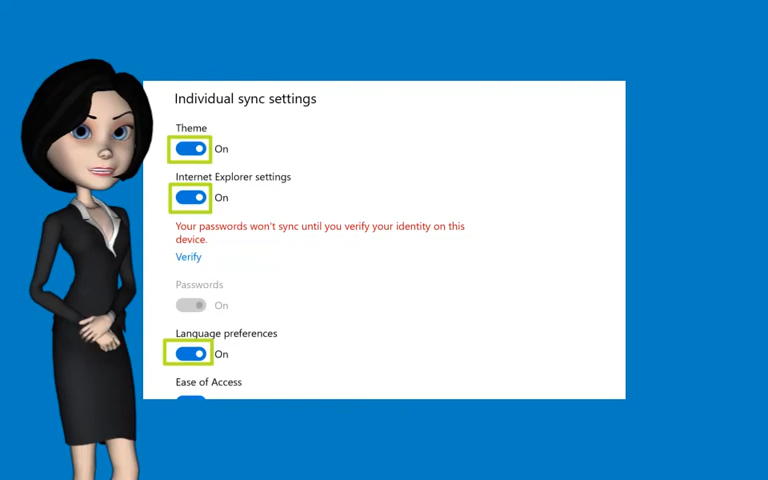 Individual sync settings
Theme
On
Internet Explorer settings
On
Your passwords won't sync until you verify your identity on this
device.
Verify
Passwords
On
Language preferences
On
Ease of Access